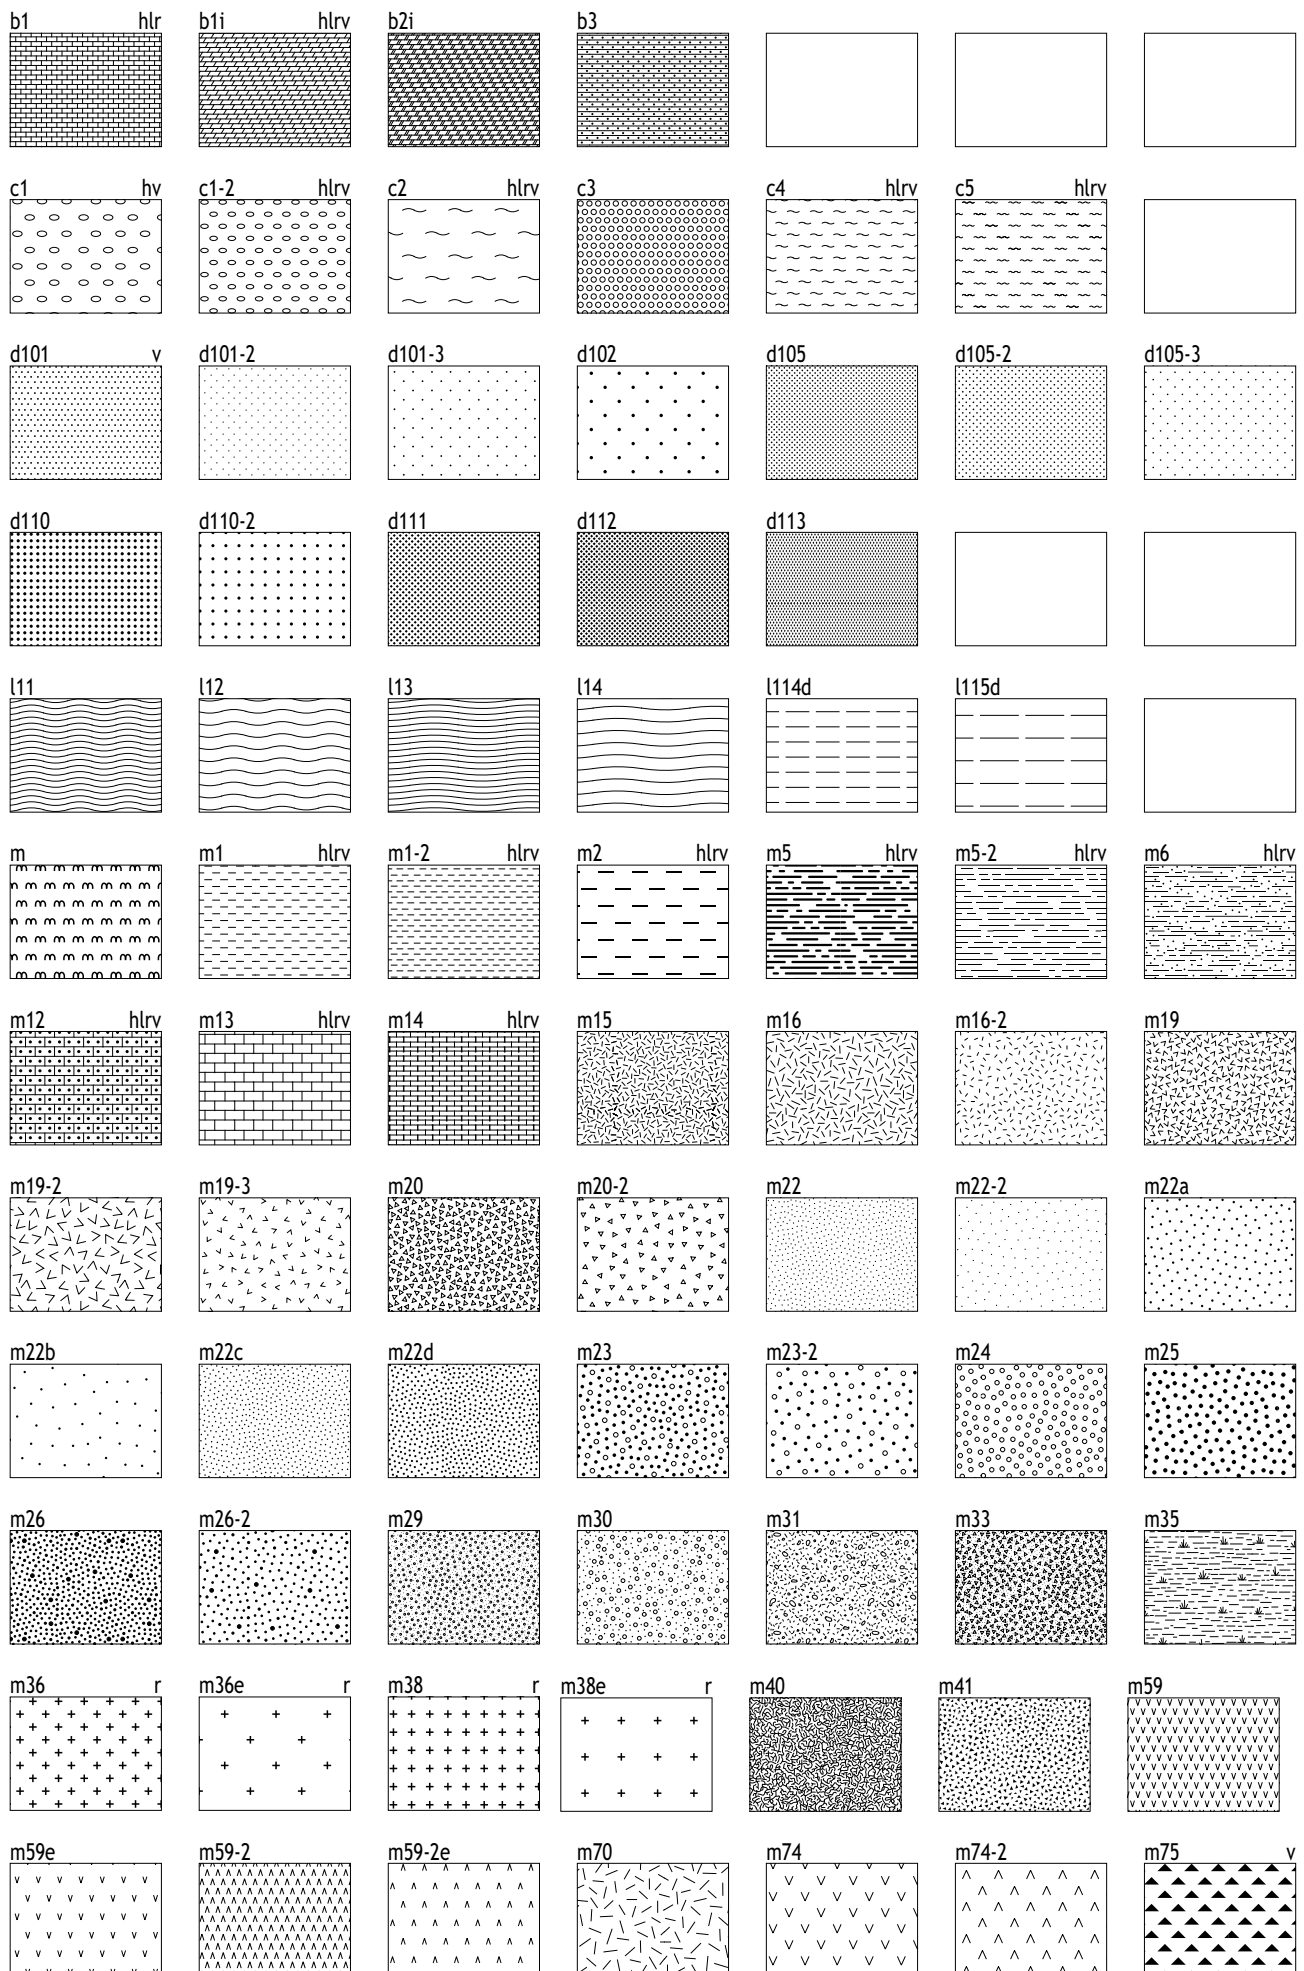 b1 hlr b1i hlrv b2i b3
c1 hv c1-2 hlrv c2 hlrv c3 c4 hlrv c5 hlrv
d101 v d101-2 d101-3 d102 d105 d105-2 d105-3
d110 d110-2 d111 d112 d113
l11 l12 l13 l14 l114d l115d
m m1 hlrv m1-2 hlrv m2 hlrv m5 hlrv m5-2 hlrv m6 hlrv
m12 hlrv m13 hlrv m14 hlrv m15 m16 m16-2 m19
m19-2 m19-3 m20 m20-2 m22 m22-2 m22a
m22b m22c m22d m23 m23-2 m24 m25
m26 m26-2 m29 m30 m31 m33 m35
m36 r m36e r m38 r m38e r m40 m41 m59
m59e m59-2 m59-2e m70 m74 m74-2 m75 v